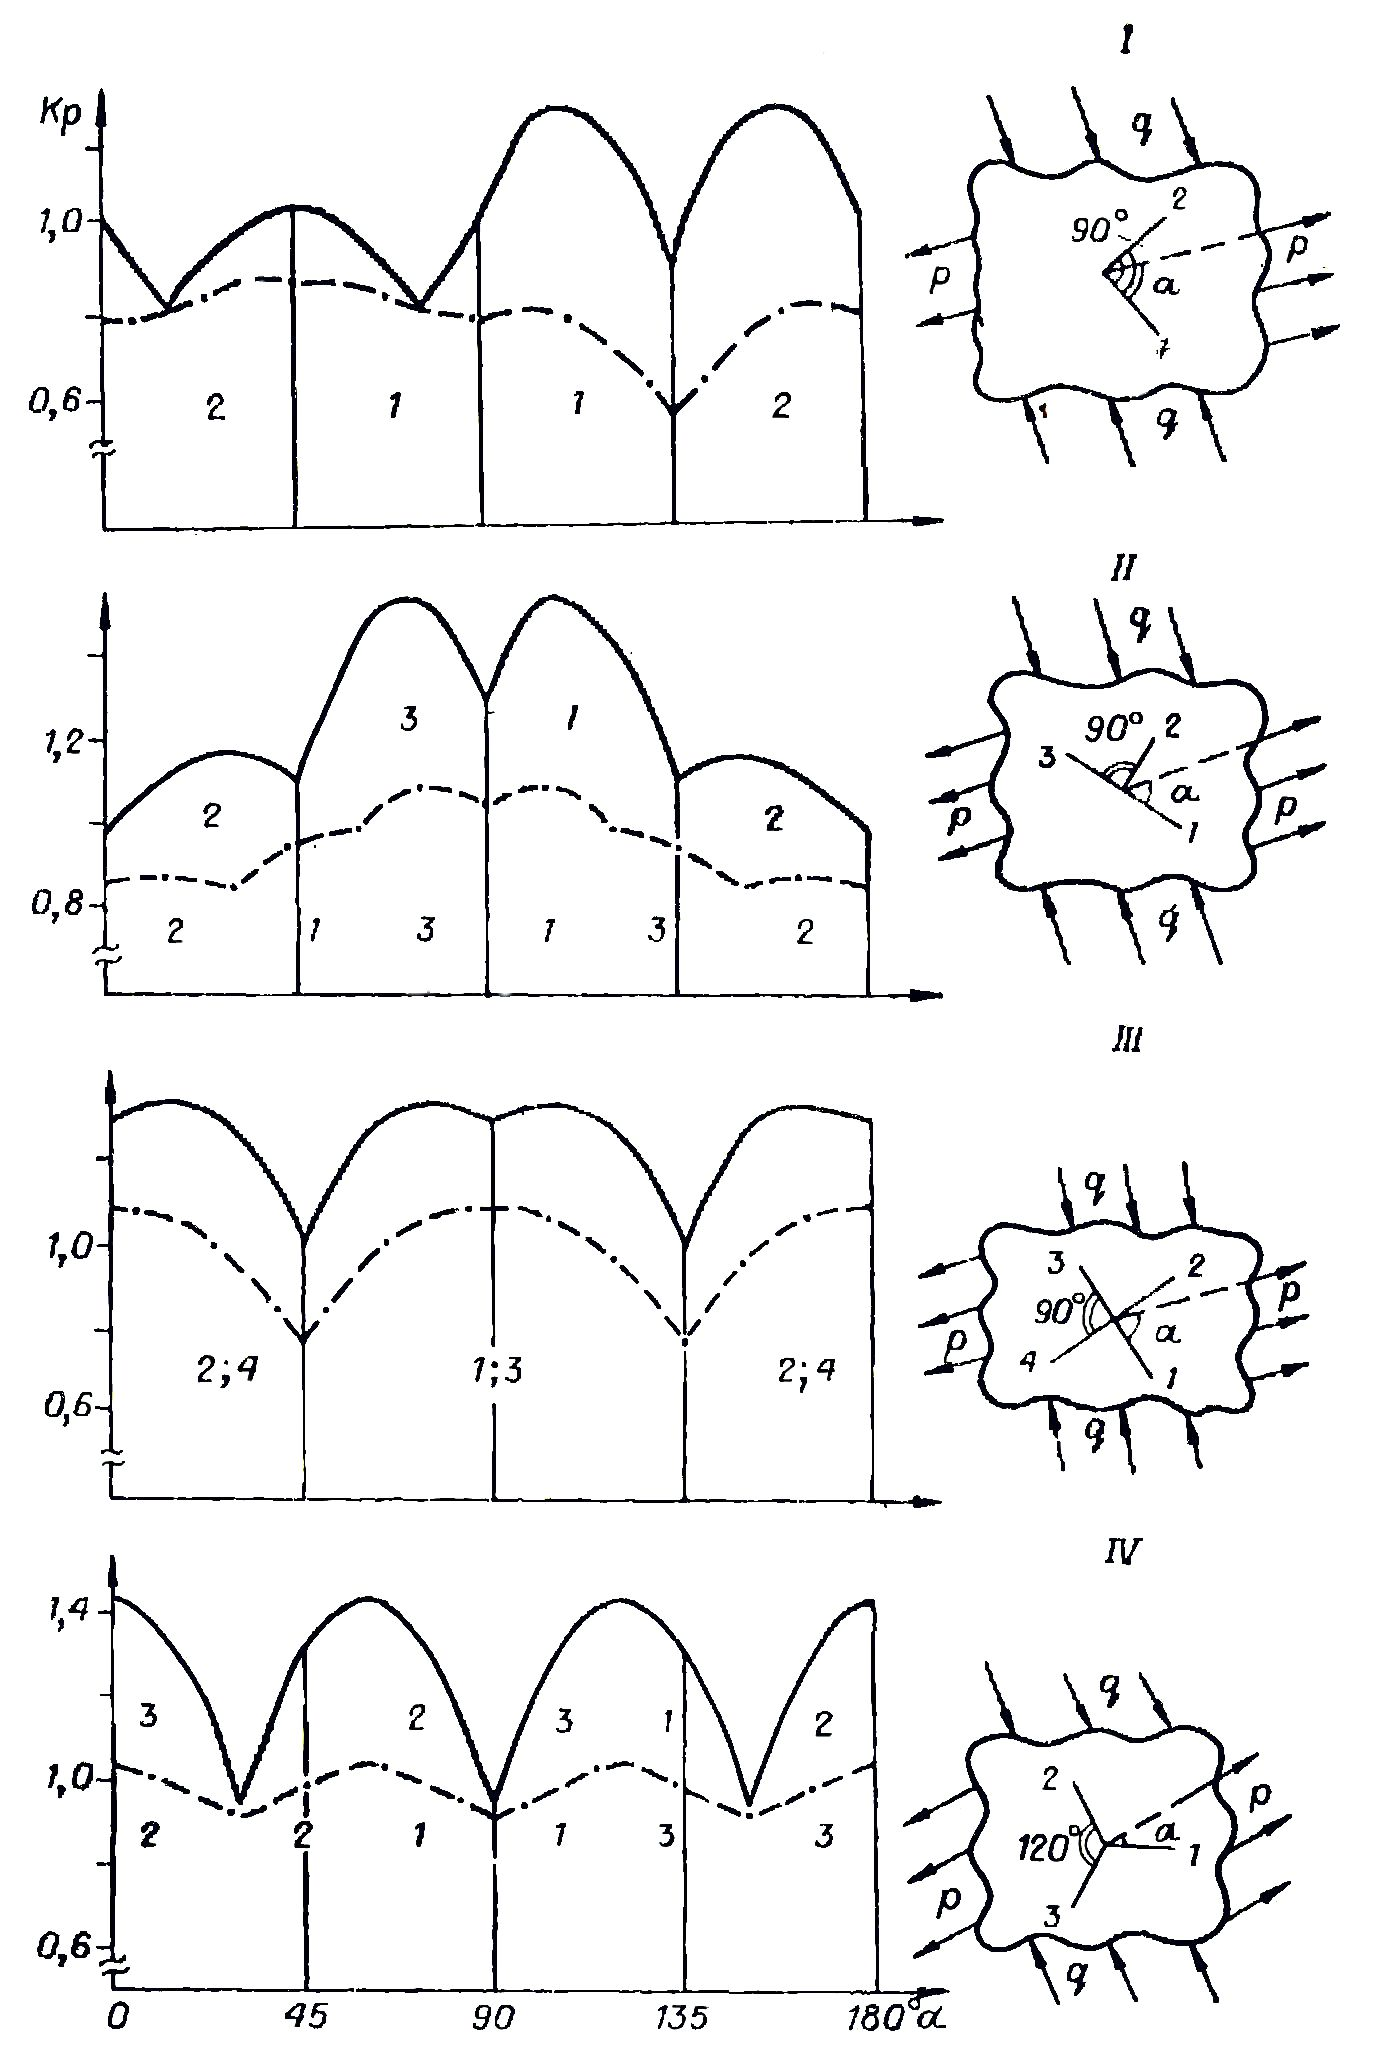 I
Kp
1,0
0,6
2 1 1 2
q
2
90°
p
α
p
1
q
II
1,2
0,8
3 1
2 2
2 1 3 1 3 2
q
90° 2
3
α
p
p
1
q
III
1,0
0,6
2;4 1;3 2;4
q
3 2
90°
p
α
p
4
1
q
IV
1,4
1,0
0,6
3 2 3 1 2
2 2 1 1 3 3
0 45 90 135 180° α
q
2
p
120°
α
1
p
3
q